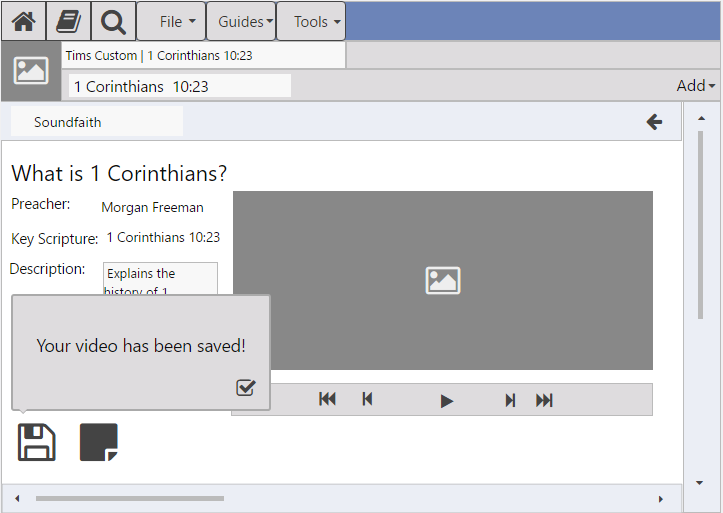 File
Guides
Tools
Tims Custom | 1 Corinthians 10:23
1 Corinthians 10:23
Add
Soundfaith
What is 1 Corinthians?
Preacher:
Morgan Freeman
Key Scripture:
1 Corinthians 10:23
Description:
Explains the
history of 1
Your video has been saved!